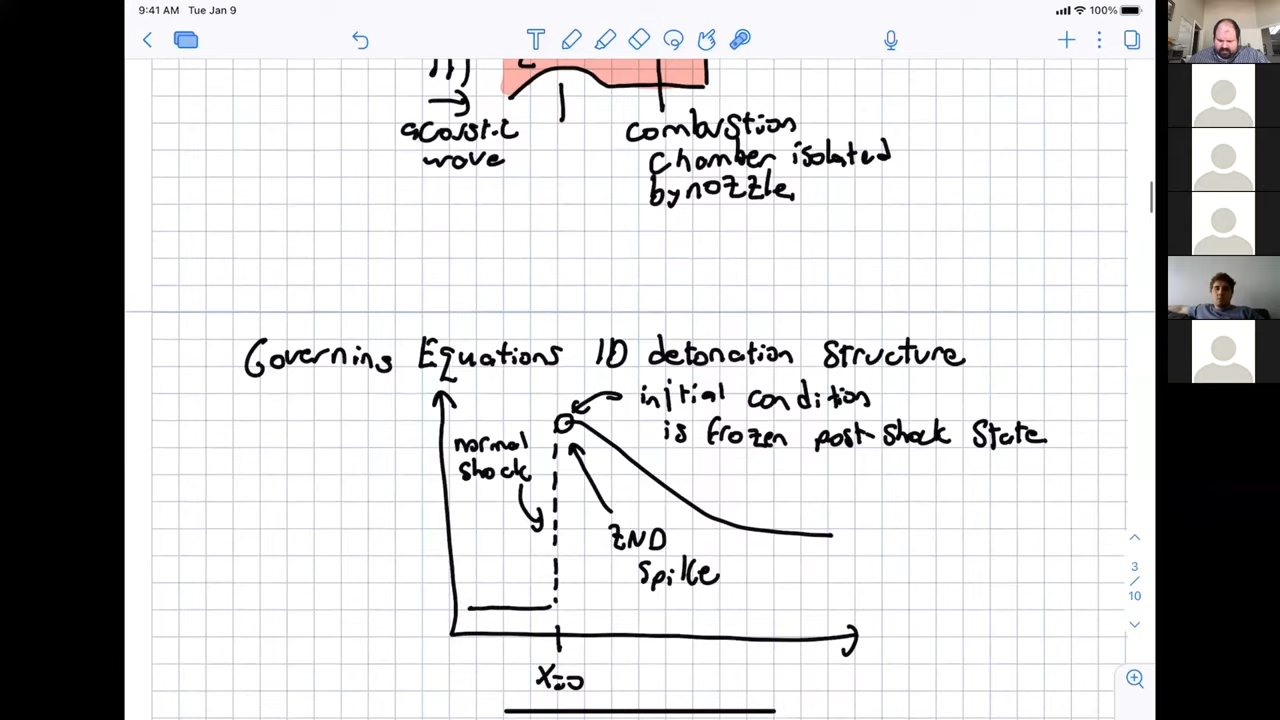 9:41 AM Tue Jan 9
100%
acoustic
wave
combustion
chamber isolated
by nozzle.
Governing Equations 1D detonation structure
initial condition
is frozen post-shock state
normal
shock
ZND
spike
x=0
3
/
10